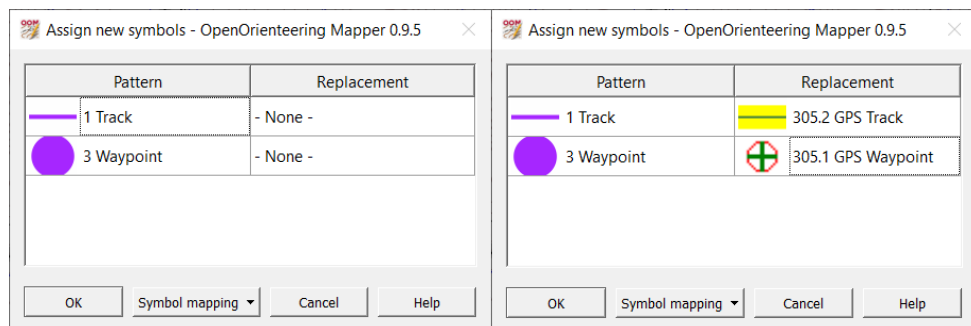 OOM Assign new symbols - OpenOrienteering Mapper 0.9.5
Pattern Replacement
1 Track - None -
3 Waypoint - None -
OK Symbol mapping Cancel Help
OOM Assign new symbols - OpenOrienteering Mapper 0.9.5
Pattern Replacement
1 Track 305.2 GPS Track
3 Waypoint 305.1 GPS Waypoint
OK Symbol mapping Cancel Help